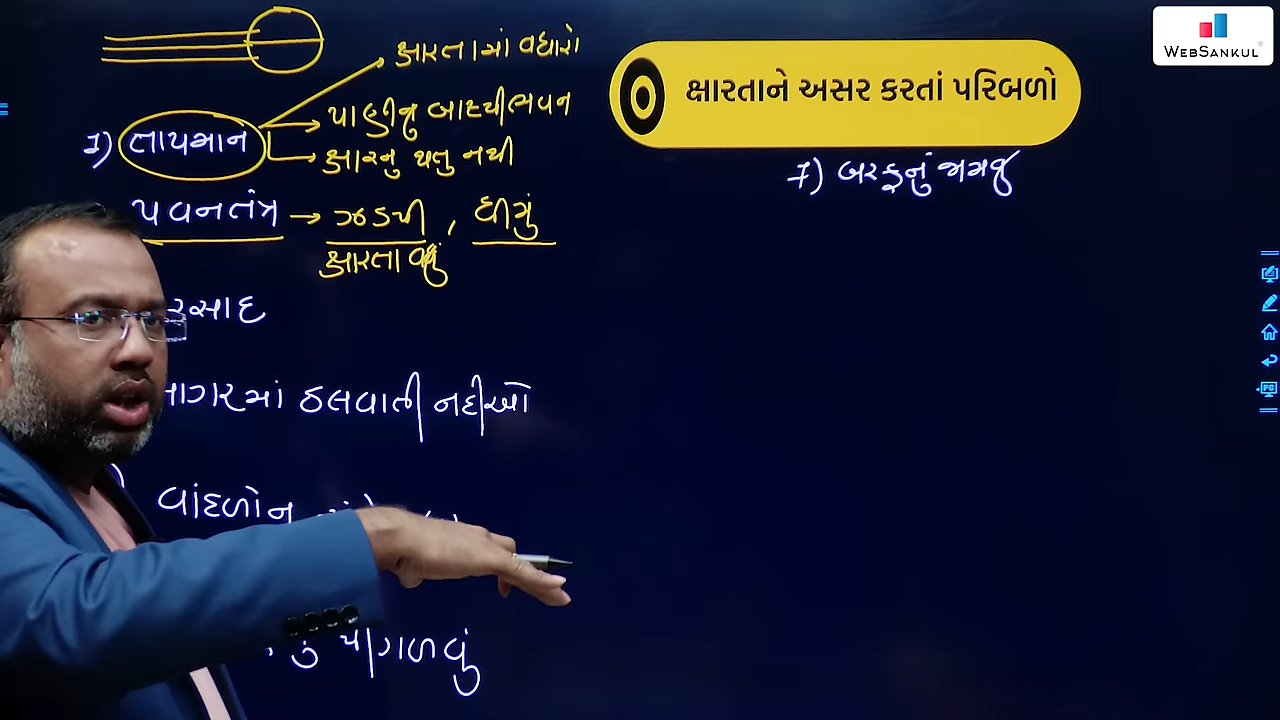 WEBSANKUL
ક્ષારતાને અસર કરતાં પરિબળો
ક્ષારતામાં વધારો
પાણીનું બાષ્પીભવન
1) તાપમાન
ક્ષારનું થતુ નથી
પવનતંત્ર → ઝડપી, ધીમું
ક્ષારતા વધુ
રસાદ
ાગરમાં ઠલવાતી નદીઓ
વાંદળોન
નું પીગળવું
7) બરફનું જામવું